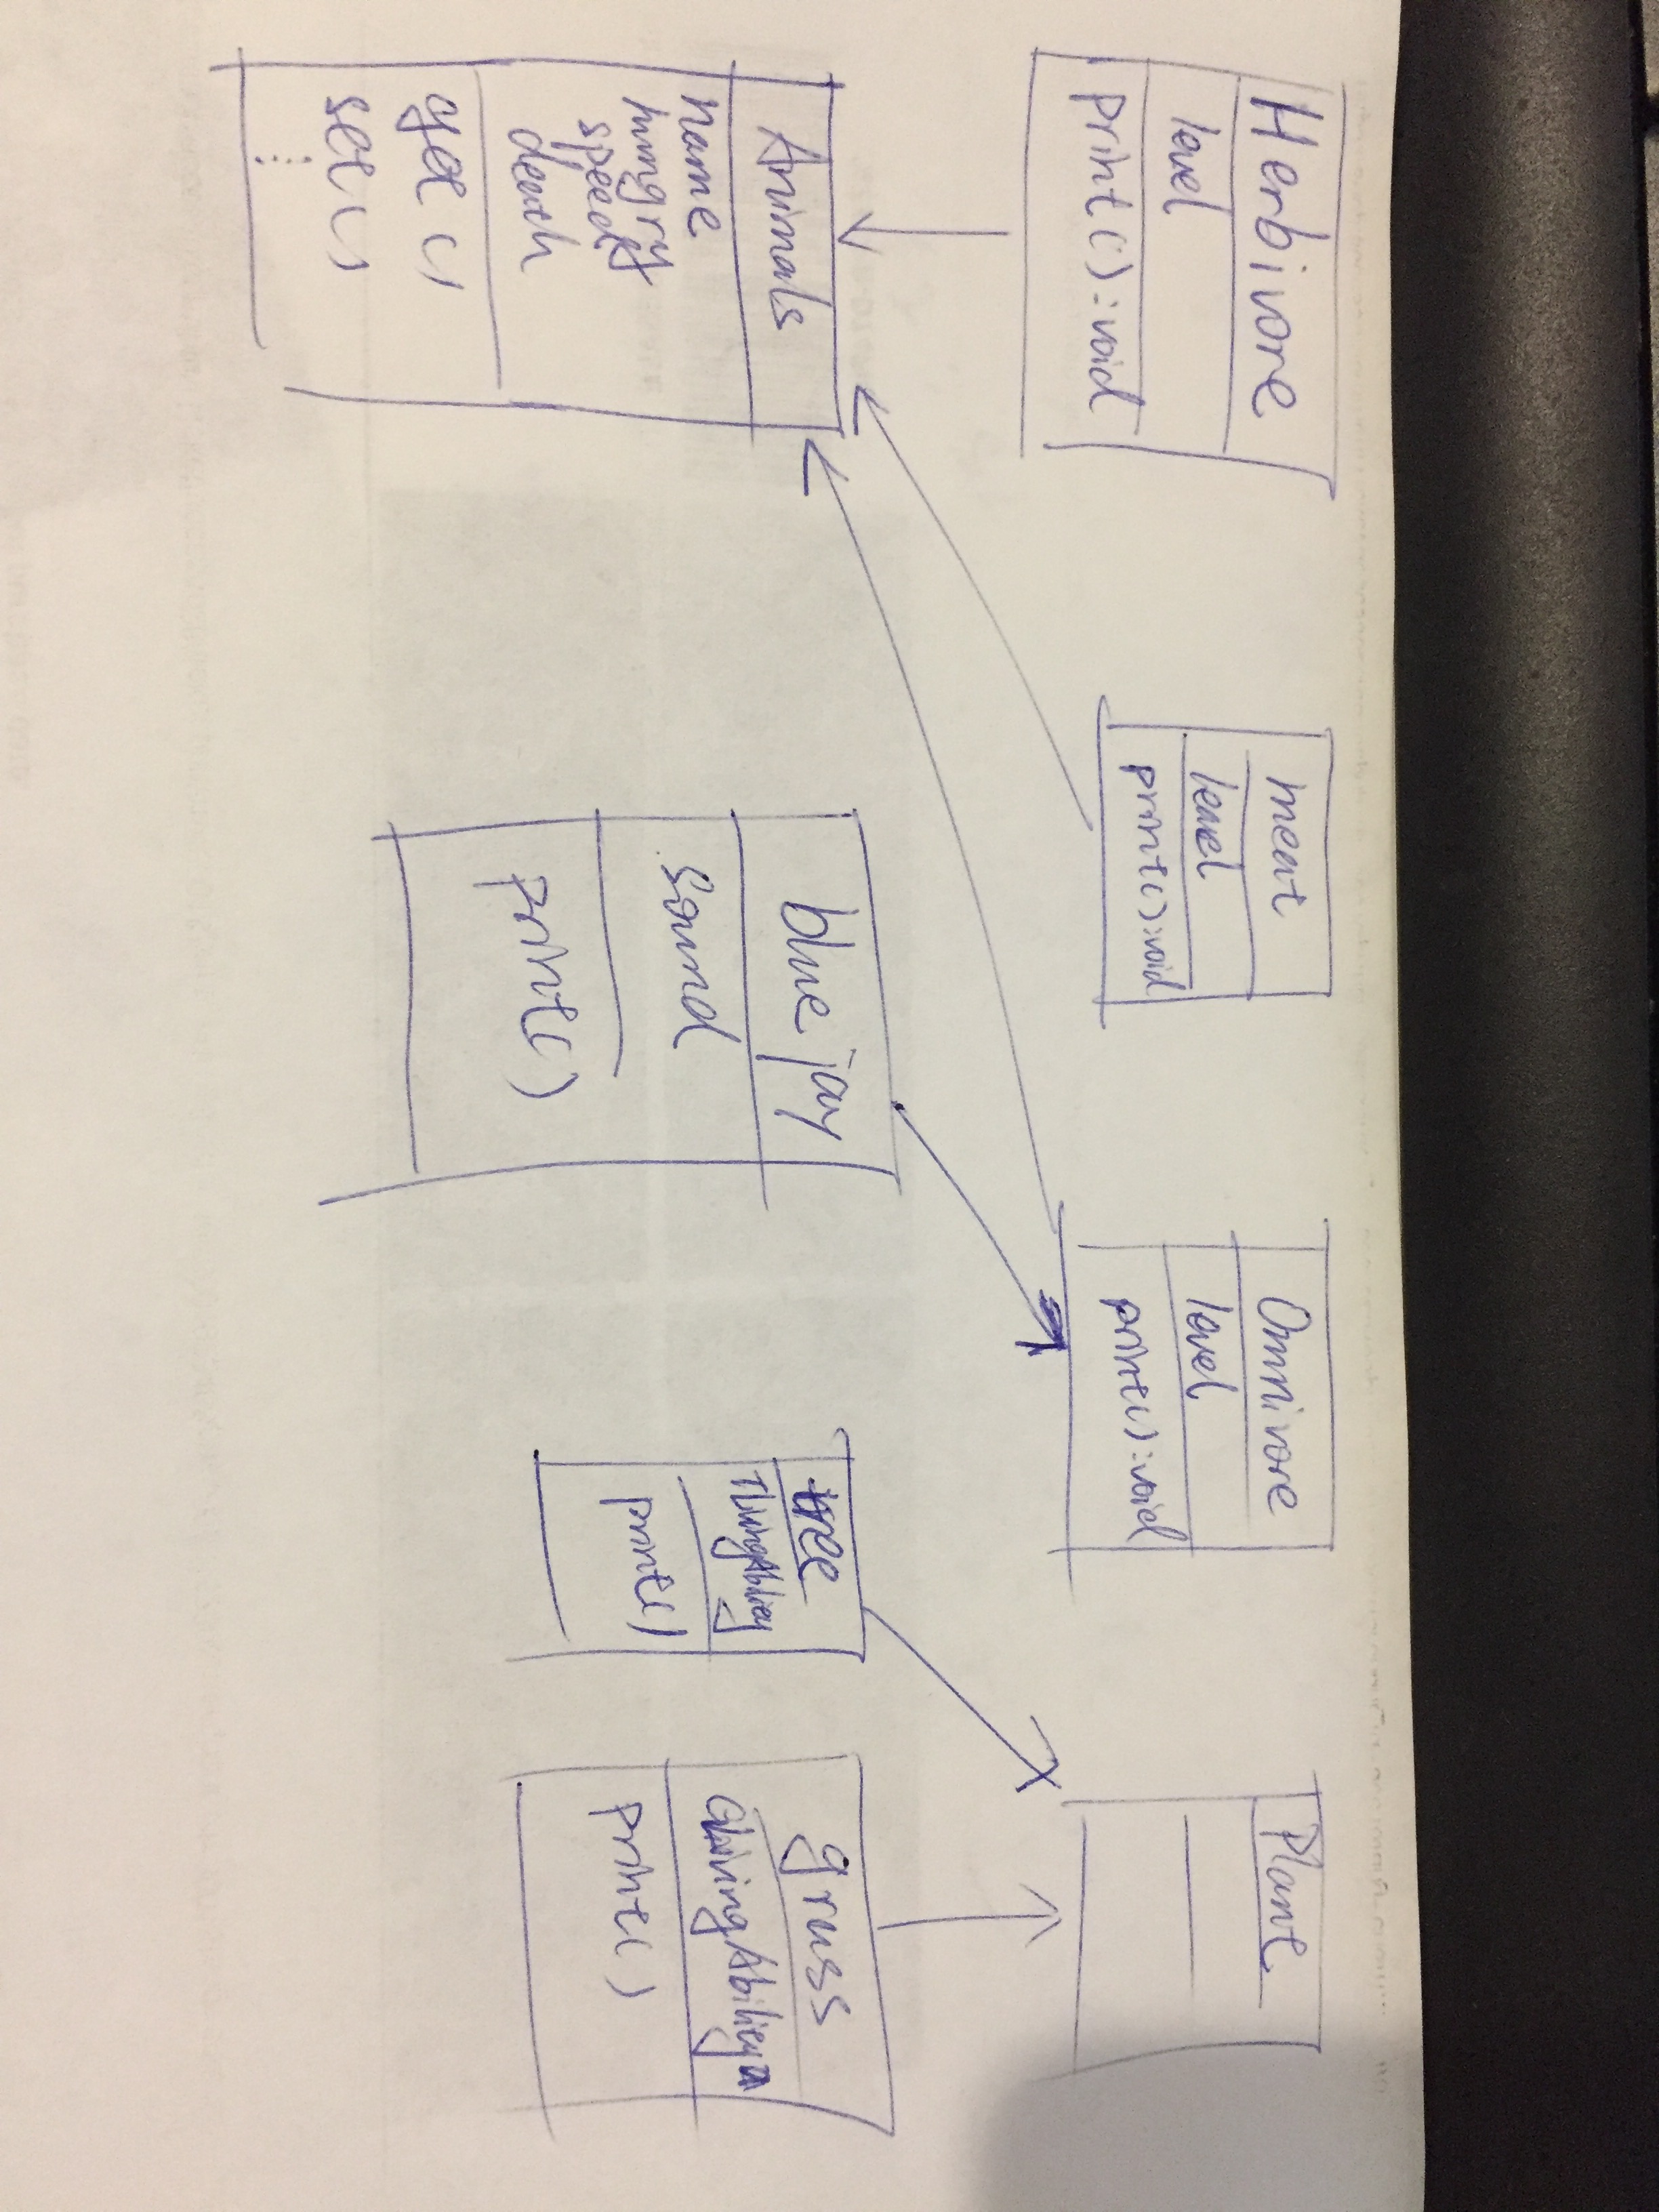 Herbivore
level
print():void
meat
level
print():void
Omnivore
level
print():void
Plant
Animals
name
hungry
speed
death
get()
set()
blue jay
sound
print()
tree
TLivingAbility
print()
grass
GLivingAbility
print()